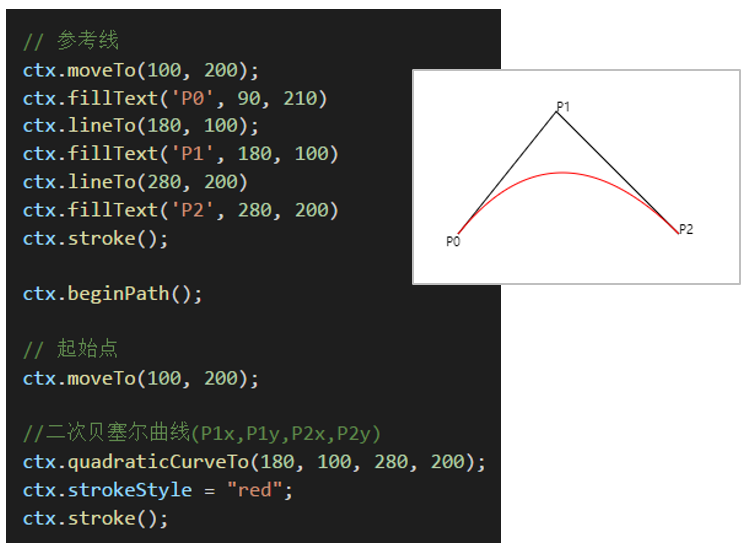 // 参考线
ctx.moveTo(100, 200);
ctx.fillText('P0', 90, 210)
ctx.lineTo(180, 100);
ctx.fillText('P1', 180, 100)
ctx.lineTo(280, 200)
ctx.fillText('P2', 280, 200)
ctx.stroke();
ctx.beginPath();
// 起始点
ctx.moveTo(100, 200);
//二次贝塞尔曲线(P1x,P1y,P2x,P2y)
ctx.quadraticCurveTo(180, 100, 280, 200);
ctx.strokeStyle = "red";
ctx.stroke();
P1
P0
P2